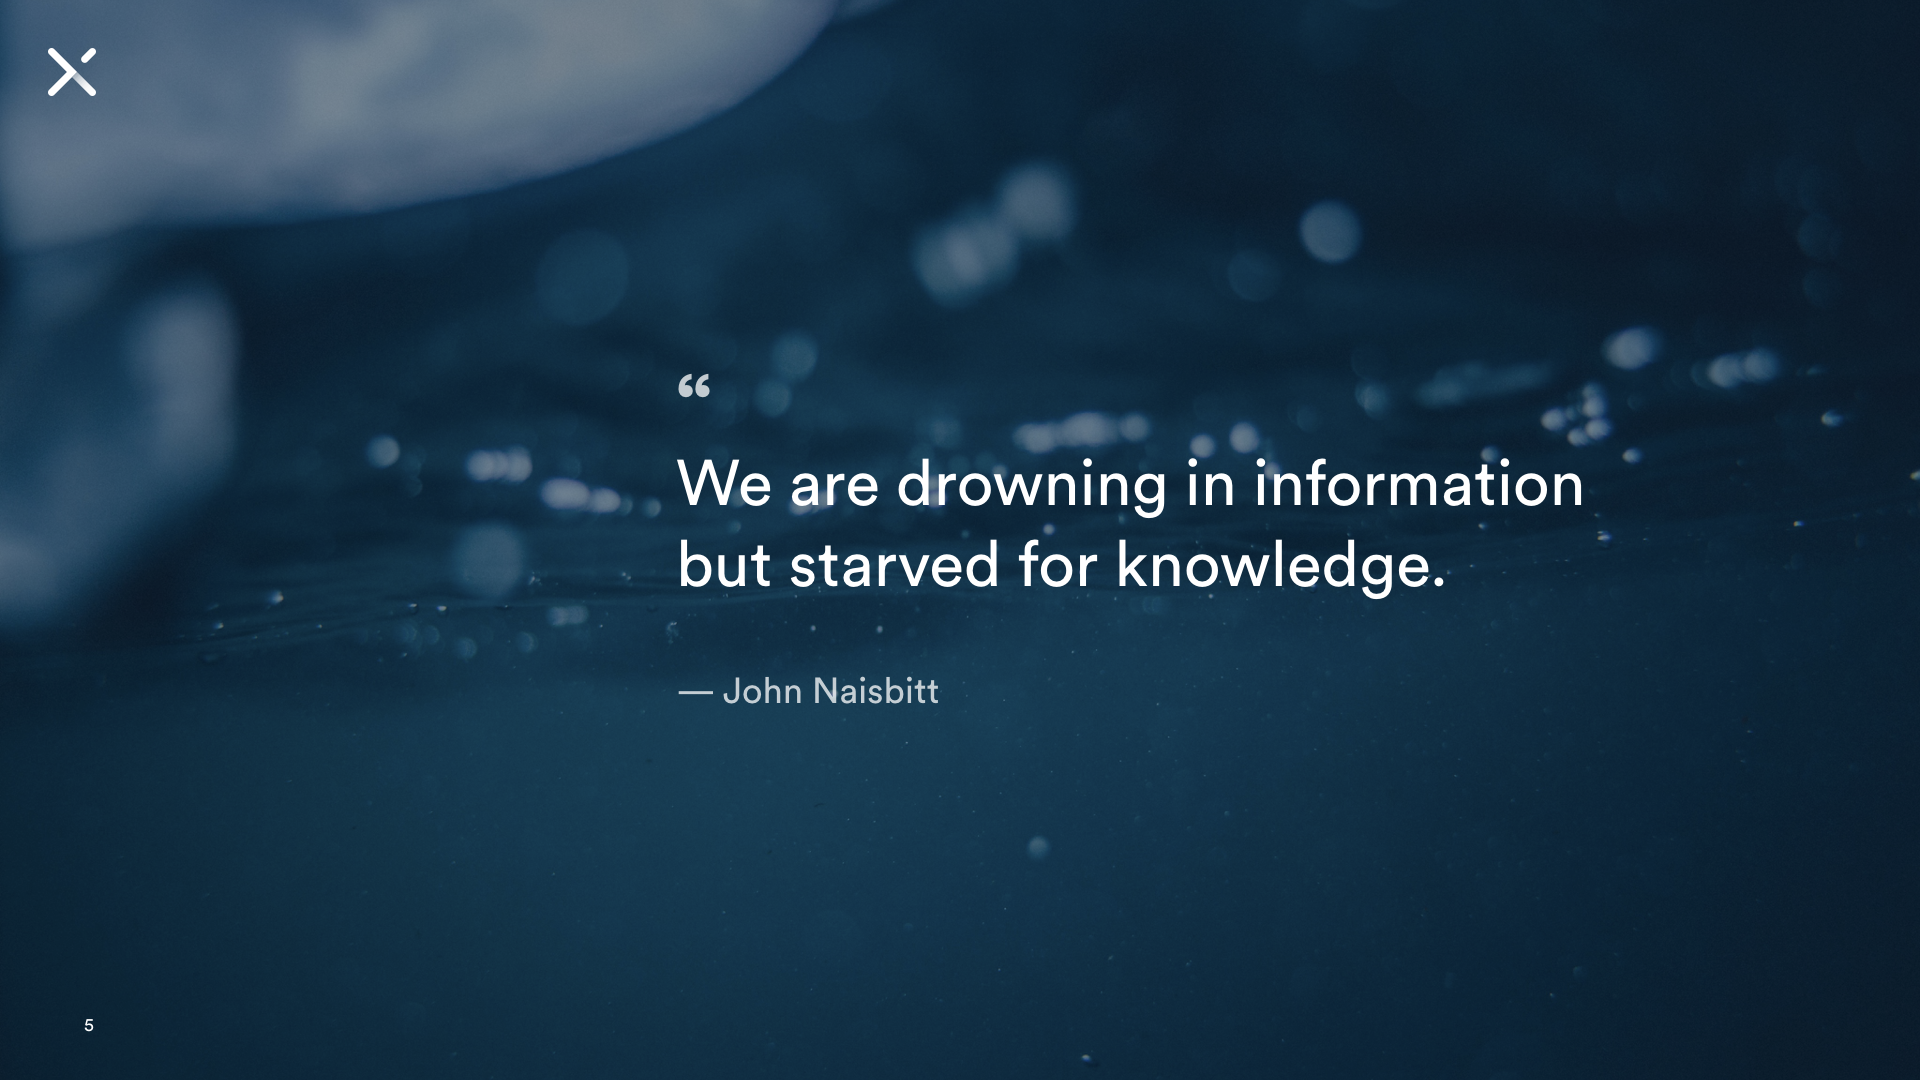 “
We are drowning in information
but starved for knowledge.
— John Naisbitt
5